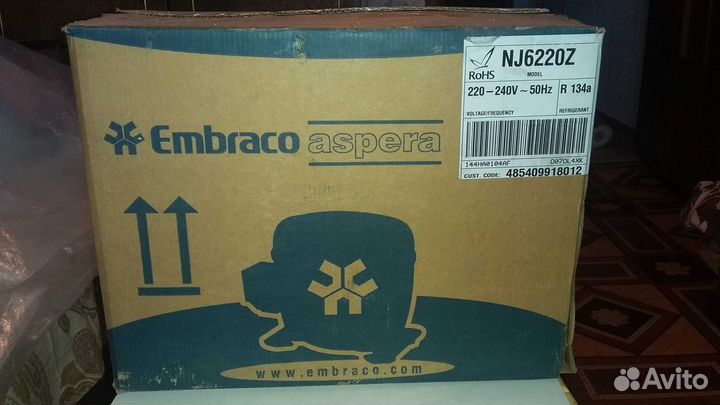 Embraco aspera
RoHS
NJ6220Z
MODEL
220-240V ~ 50Hz
R 134a
VOLTAGE/FREQUENCY
REFRIGERANT
144HA0104AF
D07DL4XK
CUST. CODE: 485409918012
www.embraco.com
Avito